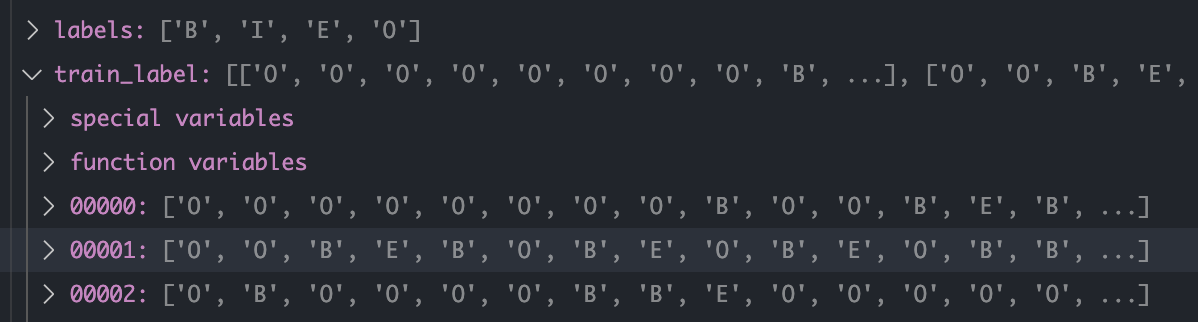 labels: ['B', 'I', 'E', 'O']
train_label: [['O', 'O', 'O', 'O', 'O', 'O', 'O', 'O', 'B', ...], ['O', 'O', 'B', 'E',
special variables
function variables
00000: ['O', 'O', 'O', 'O', 'O', 'O', 'O', 'O', 'B', 'O', 'O', 'B', 'E', 'B', ...]
00001: ['O', 'O', 'B', 'E', 'B', 'O', 'B', 'E', 'O', 'B', 'E', 'O', 'B', 'B', ...]
00002: ['O', 'B', 'O', 'O', 'O', 'O', 'B', 'B', 'E', 'O', 'O', 'O', 'O', 'O', ...]